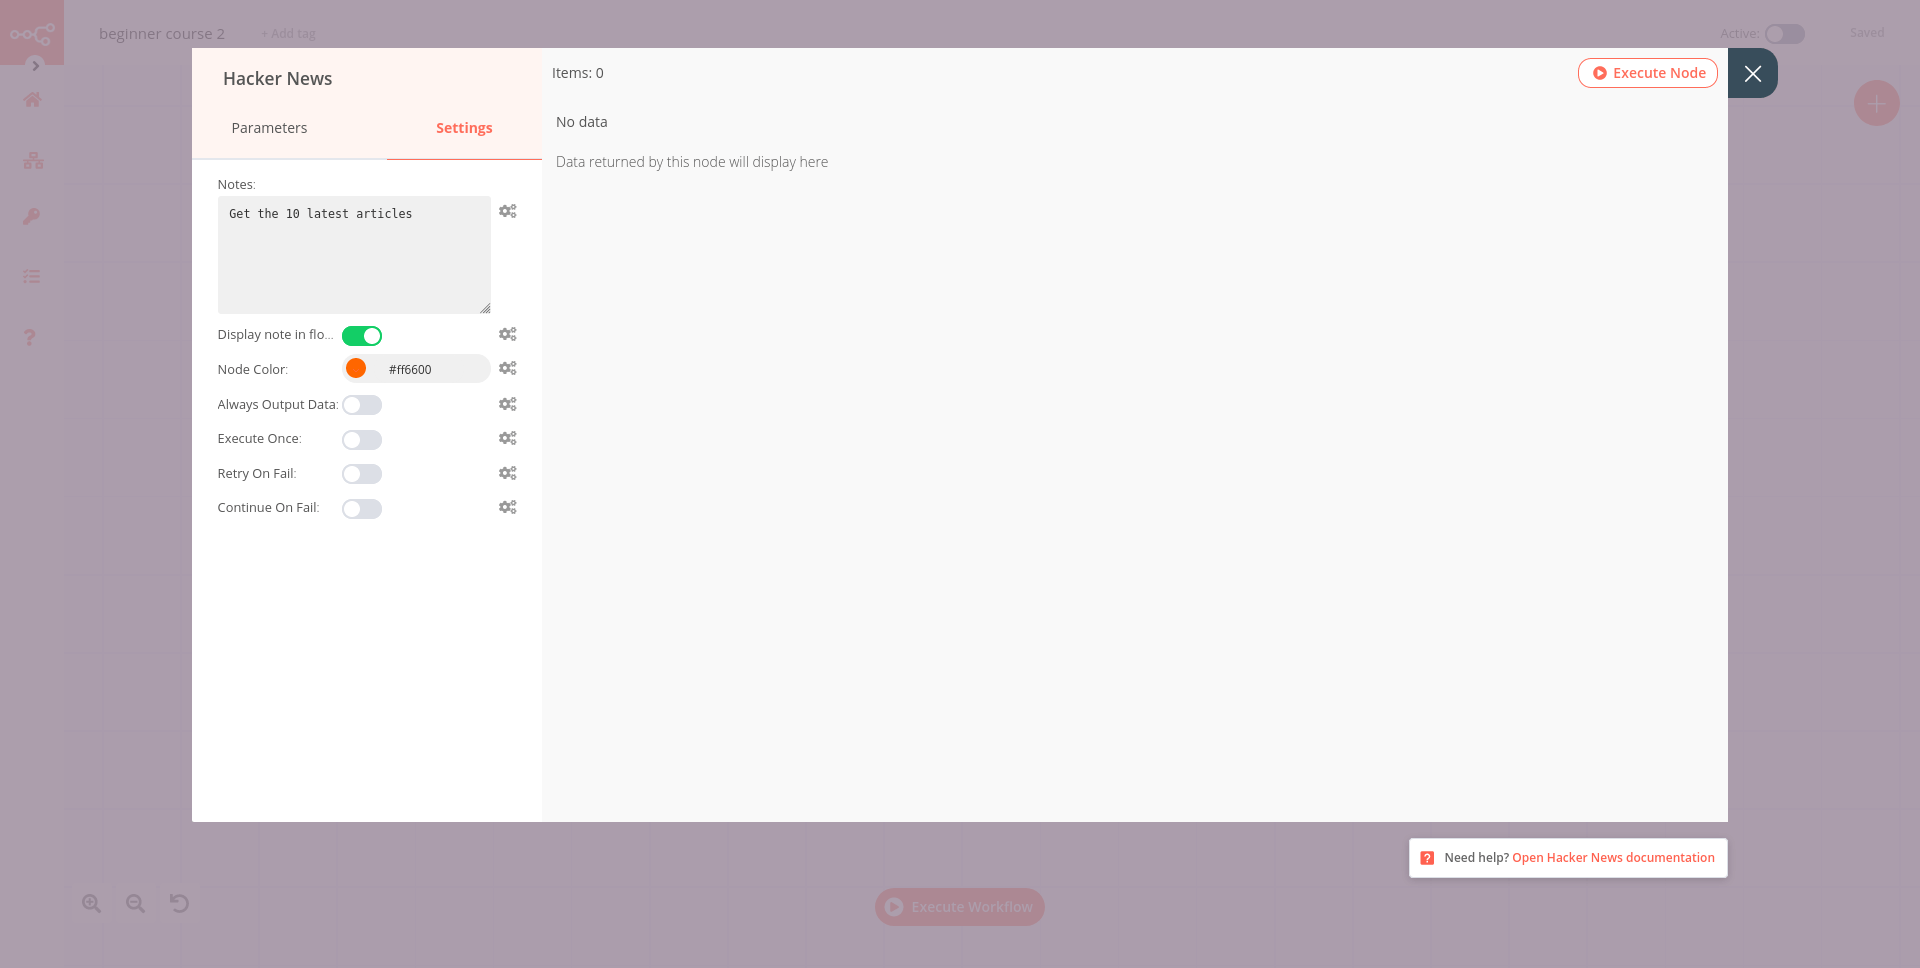 beginner course 2
+ Add tag
Active:
Saved
Hacker News
Parameters
Settings
Notes:
Get the 10 latest articles
Display note in flo...
Node Color:
#ff6600
Always Output Data:
Execute Once:
Retry On Fail:
Continue On Fail:
Items: 0
Execute Node
No data
Data returned by this node will display here
Need help? Open Hacker News documentation
Execute Workflow